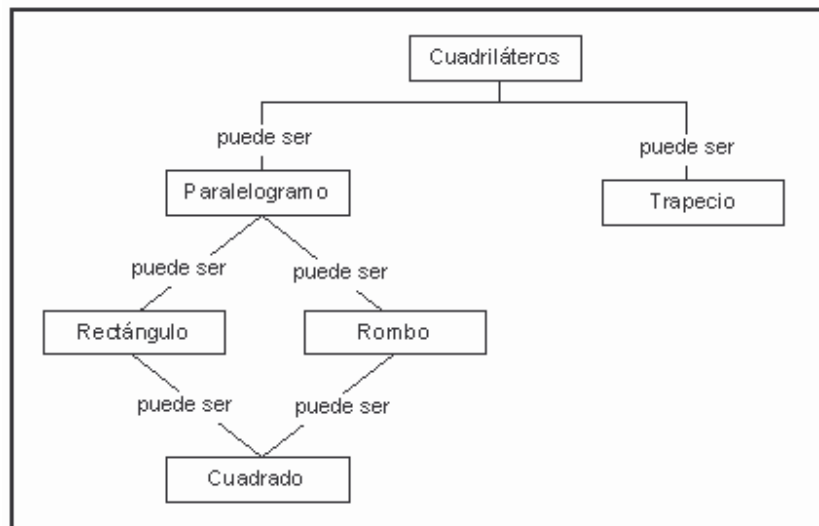 Cuadriláteros
puede ser
puede ser
Paralelogramo
Trapecio
puede ser
puede ser
Rectángulo
Rombo
puede ser
puede ser
Cuadrado